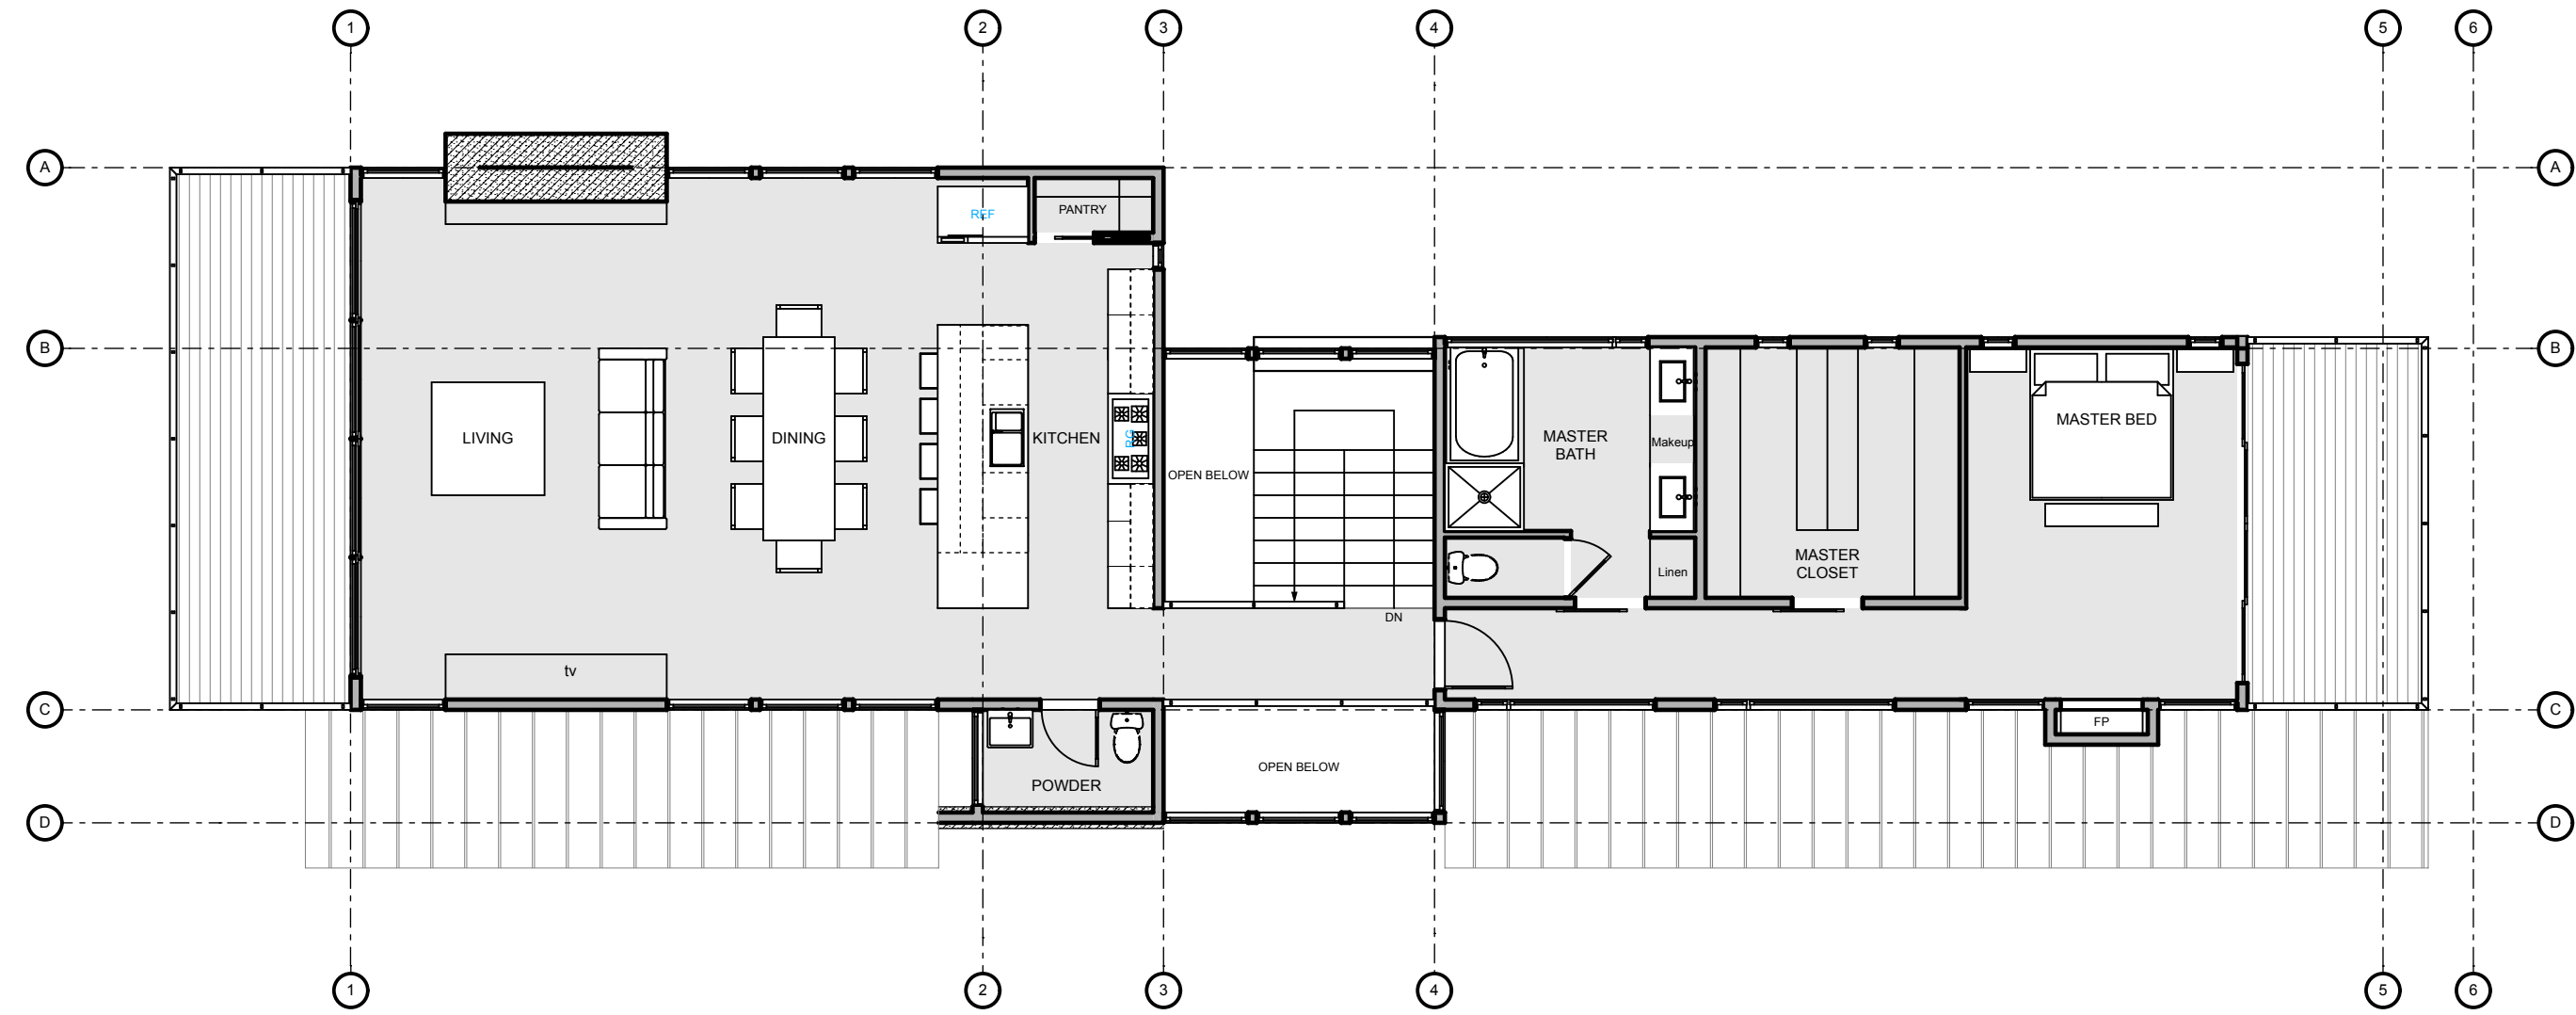 1
2
3
4
5
6
A
A
REF
PANTRY
B
B
LIVING
DINING
KITCHEN
RG
OPEN BELOW
MASTER
BATH
Makeup
MASTER BED
MASTER
CLOSET
Linen
DN
tv
C
C
FP
OPEN BELOW
POWDER
D
D
1
2
3
4
5
6